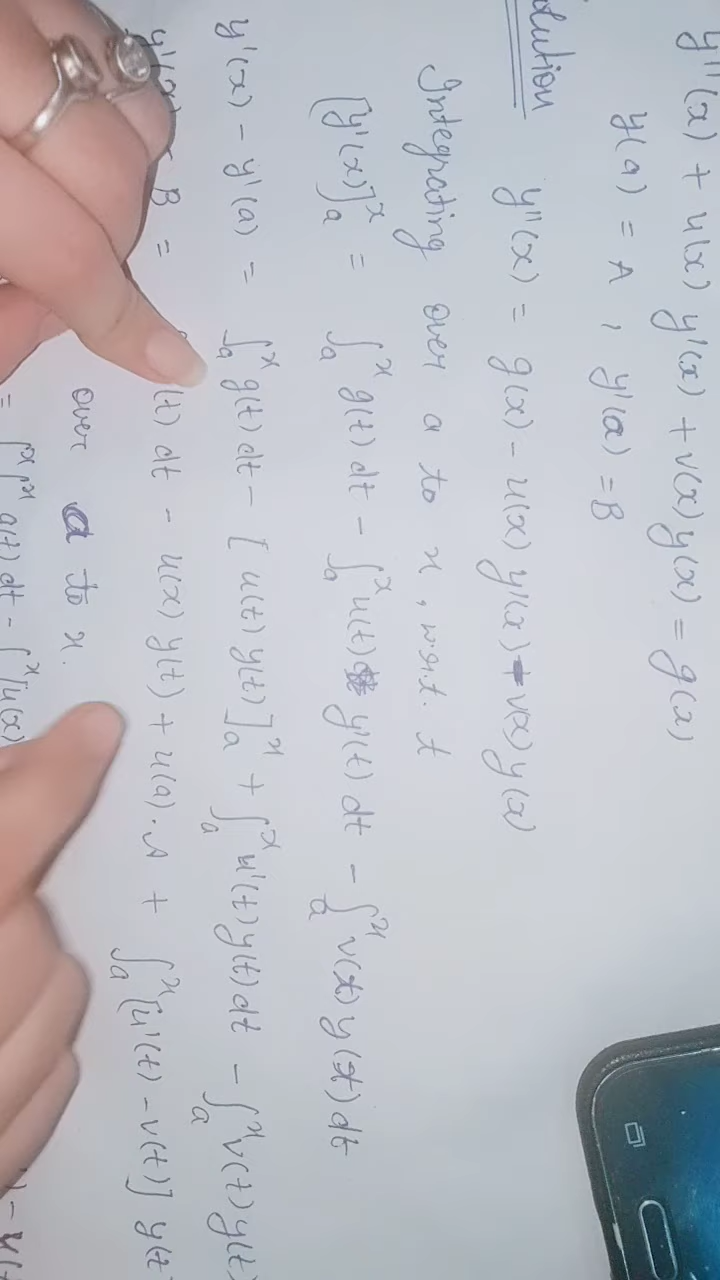 y''(x) + u(x) y'(x) + v(x) y(x) = g(x)
y(a) = A , y'(a) = B
olution
y''(x) = g(x) - u(x) y'(x) - v(x) y(x)
Integrating over a to x, w.r.t. t
[y'(x)]ₐˣ = ∫ₐˣ g(t) dt - ∫ₐˣ u(t) y'(t) dt - ∫ₐˣ v(t) y(t) dt
y'(x) - y'(a) = ∫ₐˣ g(t) dt - [u(t) y(t)]ₐˣ + ∫ₐˣ u'(t) y(t) dt - ∫ₐˣ v(t) y(t)
y'(x) - B = (t) dt - u(x) y(t) + u(a).A + ∫ₐˣ [u'(t) - v(t)] y(t
over a to x.
= ∫ˣ∫ˣ g(t) dt - ∫ˣ [u(x)